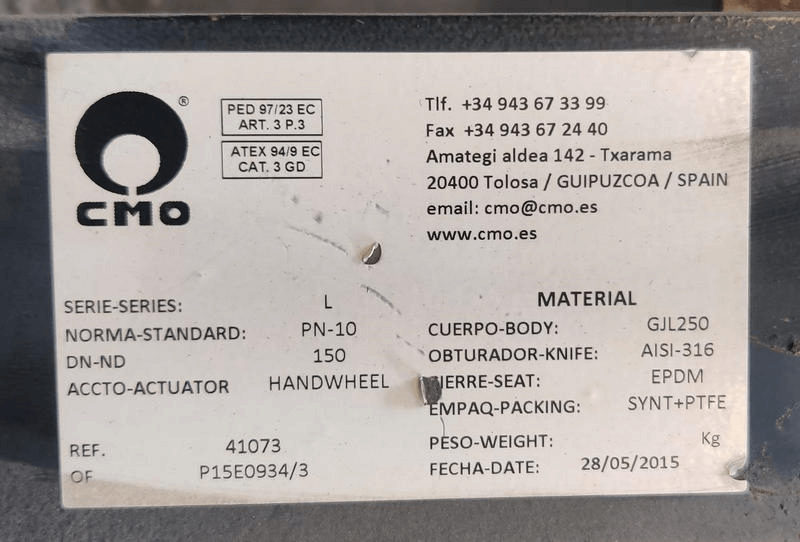 ®
CMO
PED 97/23 EC
ART. 3 P.3
ATEX 94/9 EC
CAT. 3 GD
Tlf. +34 943 67 33 99
Fax +34 943 67 24 40
Amategi aldea 142 - Txarama
20400 Tolosa / GUIPUZCOA / SPAIN
email: cmo@cmo.es
www.cmo.es
SERIE-SERIES: L
NORMA-STANDARD: PN-10
DN-ND 150
ACCTO-ACTUATOR HANDWHEEL
REF. 41073
OF P15E0934/3
MATERIAL
CUERPO-BODY: GJL250
OBTURADOR-KNIFE: AISI-316
IERRE-SEAT: EPDM
EMPAQ-PACKING: SYNT+PTFE
PESO-WEIGHT: Kg
FECHA-DATE: 28/05/2015